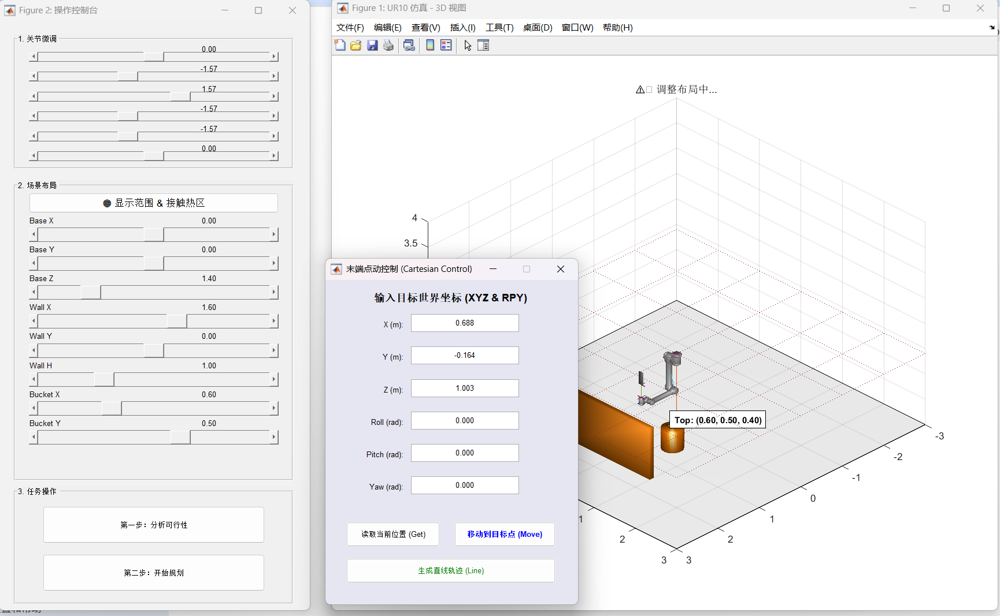 Figure 2: 操作控制台
1. 关节微调
0.00
-1.57
1.57
-1.57
-1.57
0.00
2. 场景布局
显示范围 & 接触热区
Base X 0.00
Base Y 0.00
Base Z 1.40
Wall X 1.60
Wall Y 0.00
Wall H 1.00
Bucket X 0.60
Bucket Y 0.50
3. 任务操作
第一步：分析可行性
第二步：开始规划
Figure 1: UR10 仿真 - 3D 视图
文件(F) 编辑(E) 查看(V) 插入(I) 工具(T) 桌面(D) 窗口(W) 帮助(H)
⚠□ 调整布局中...
4
3.5
Top: (0.60, 0.50, 0.40)
1
2
3
3
2
1
0
-1
-2
-3
末端点动控制 (Cartesian Control)
输入目标世界坐标 (XYZ & RPY)
X (m): 0.688
Y (m): -0.164
Z (m): 1.003
Roll (rad): 0.000
Pitch (rad): 0.000
Yaw (rad): 0.000
读取当前位置 (Get) 移动到目标点 (Move)
生成直线轨迹 (Line)